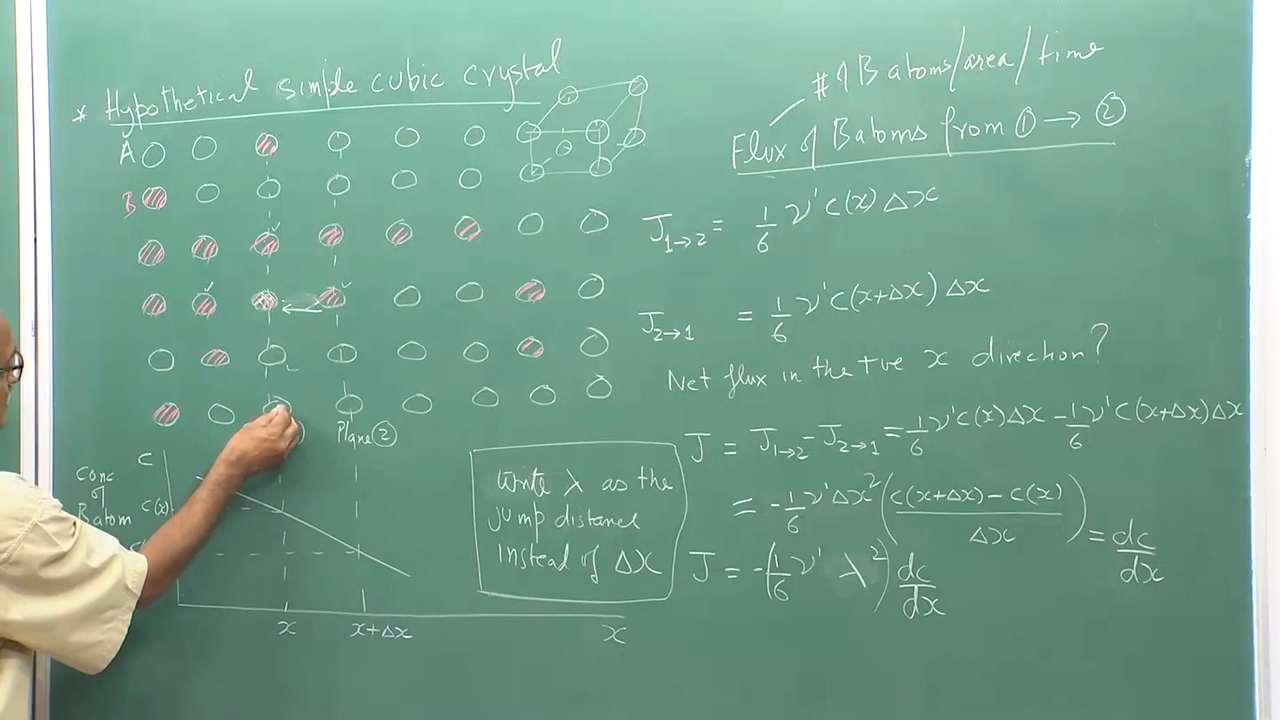 * Hypothetical simple cubic crystal
A
B
Plane ②
C
Conc.
of
B atom
C(x)
x
x+Δx
x
Write λ as the
jump distance
instead of Δx
# of B atoms/area/time
Flux of B atoms from ① → ②
J₁→₂ = 1/6 ν' C(x) Δx
J₂→₁ = 1/6 ν' C(x+Δx) Δx
Net flux in the +ve x direction?
J = J₁→₂ - J₂→₁ = 1/6 ν' C(x) Δx - 1/6 ν' C(x+Δx) Δx
= -1/6 ν' Δx² (C(x+Δx) - C(x) / Δx) = dc/dx
J = -(1/6 ν' λ²) dc/dx